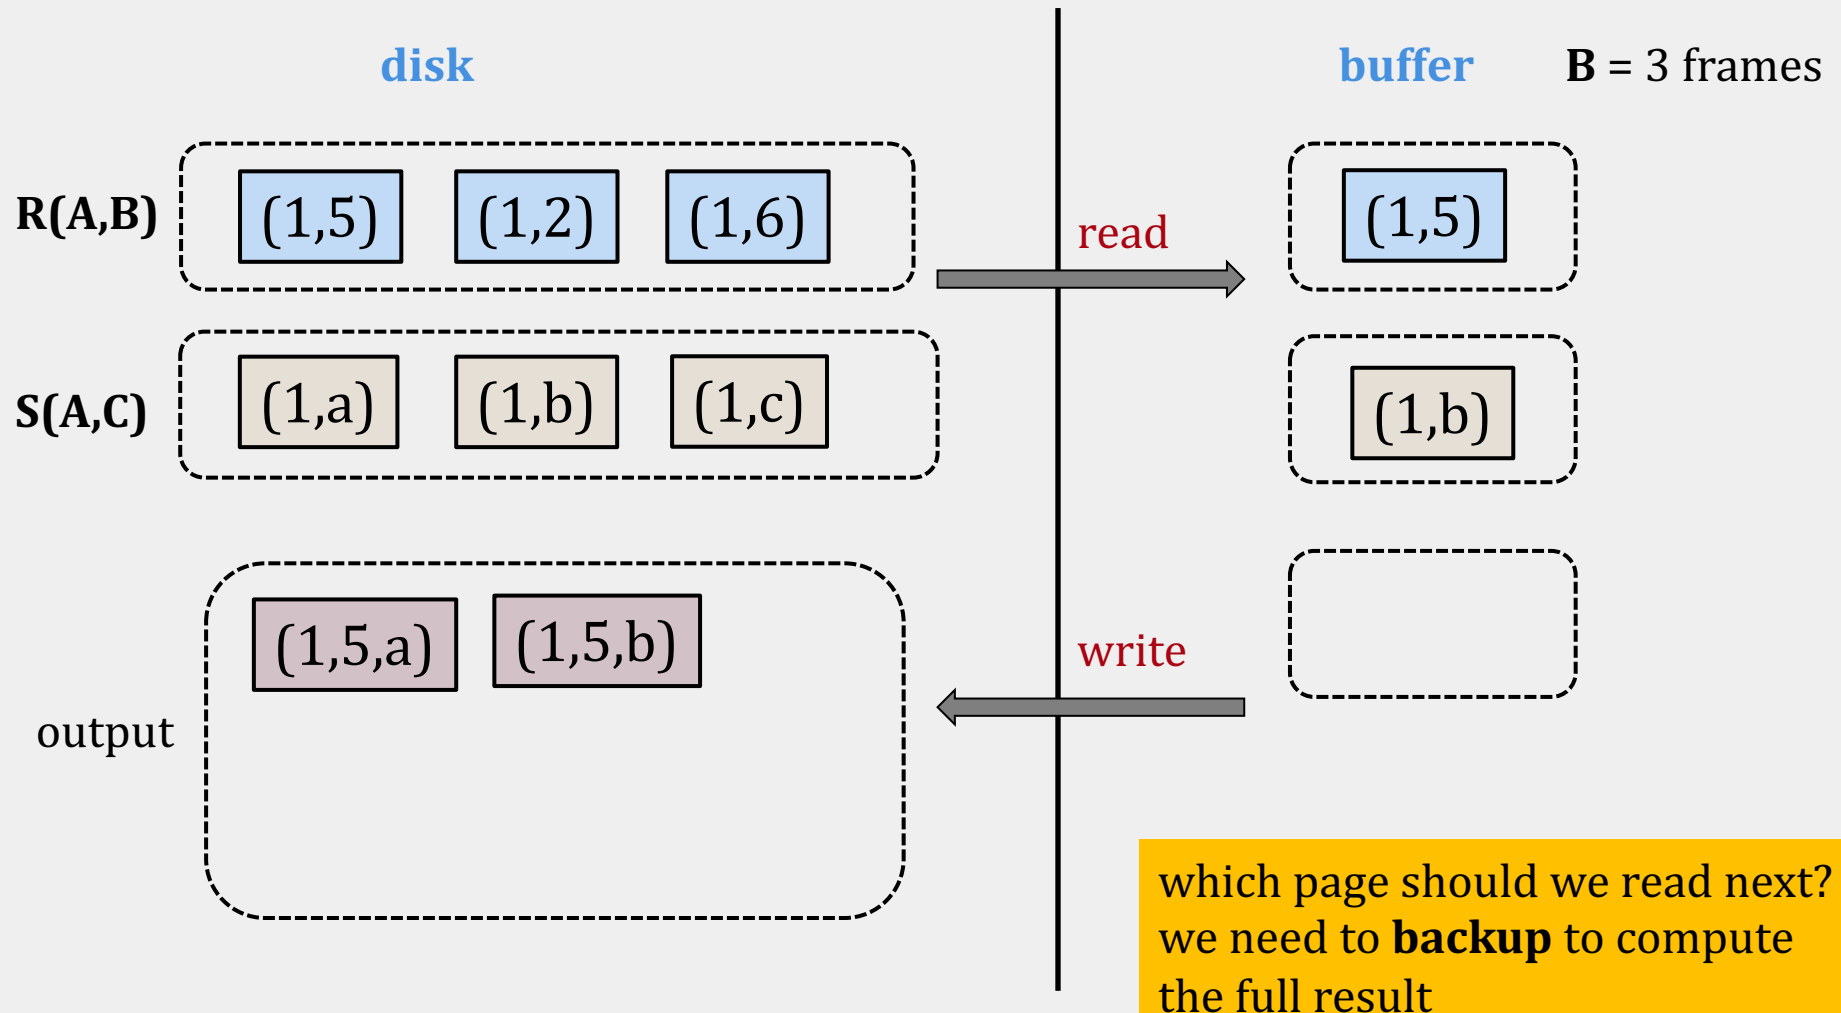 disk
buffer
B = 3 frames
R(A,B)
(1,5)
(1,2)
(1,6)
read
(1,5)
S(A,C)
(1,a)
(1,b)
(1,c)
(1,b)
output
(1,5,a)
(1,5,b)
write
which page should we read next?
we need to backup to compute
the full result